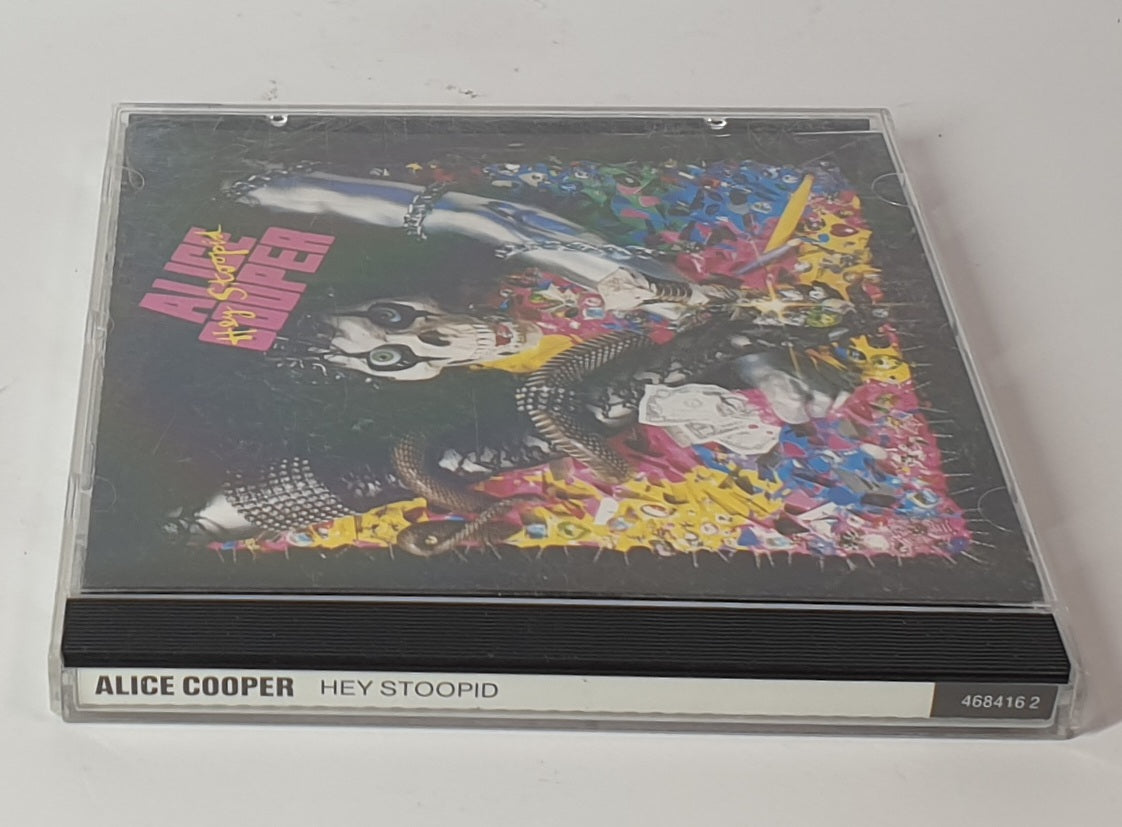 ALICE
COOPER
Hey Stoopid
ALICE COOPER HEY STOOPID 468416 2